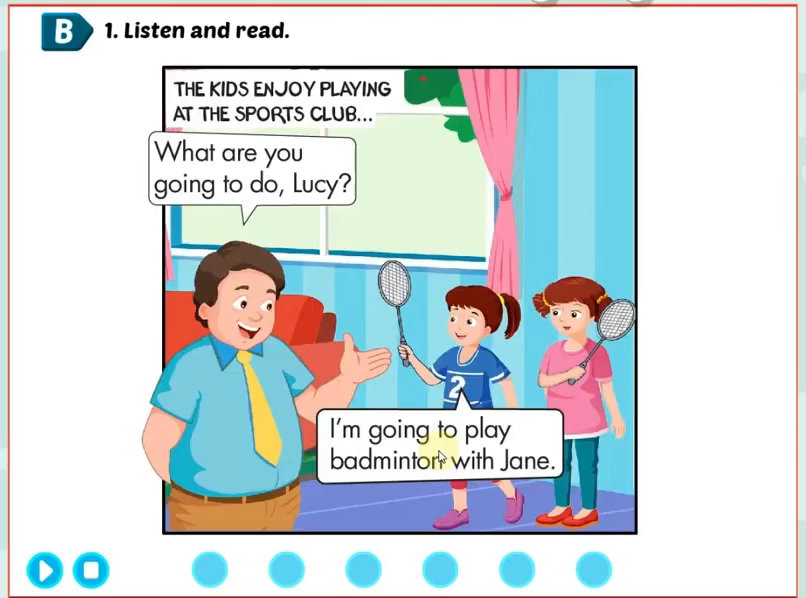 B 1. Listen and read.
THE KIDS ENJOY PLAYING
AT THE SPORTS CLUB...
What are you
going to do, Lucy?
2
I'm going to play
badminton with Jane.